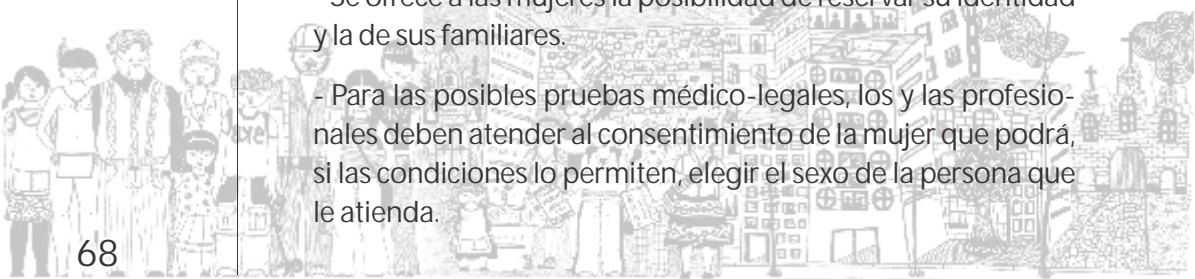 Se ofrece a las mujeres la posibilidad de reservar su identidad
y la de sus familiares.
- Para las posibles pruebas médico-legales, los y las profesio-
nales deben atender al consentimiento de la mujer que podrá,
si las condiciones lo permiten, elegir el sexo de la persona que
le atienda.
68